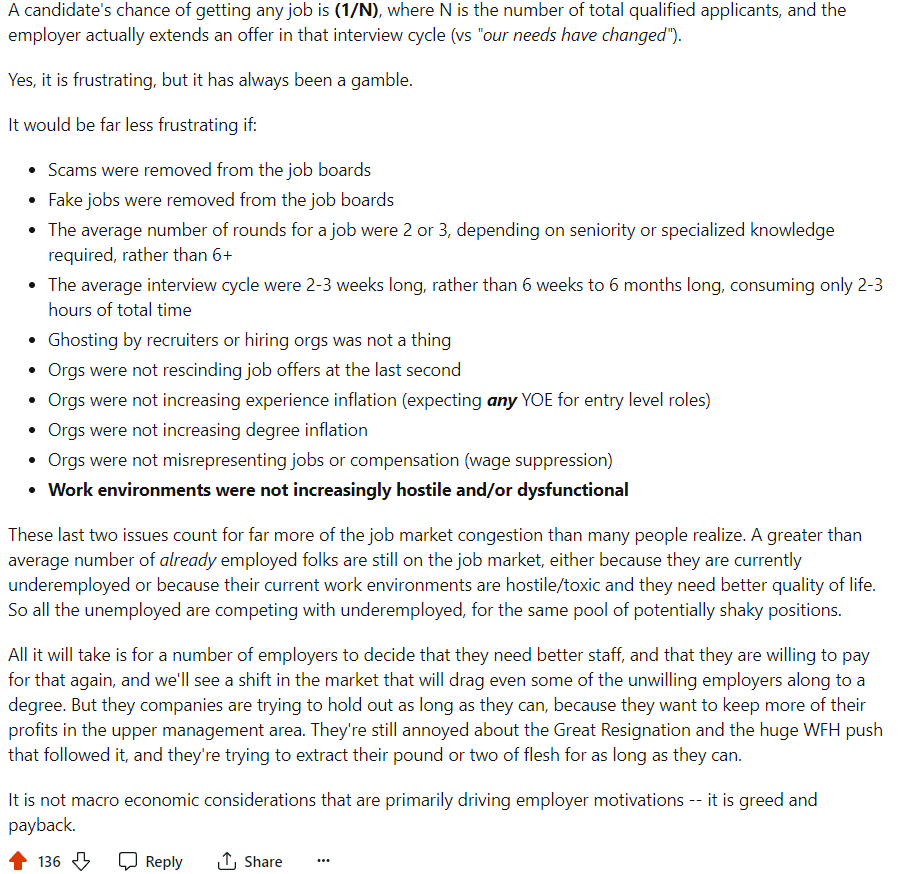 A candidate's chance of getting any job is (1/N), where N is the number of total qualified applicants, and the
employer actually extends an offer in that interview cycle (vs "our needs have changed").
Yes, it is frustrating, but it has always been a gamble.
It would be far less frustrating if:
• Scams were removed from the job boards
• Fake jobs were removed from the job boards
• The average number of rounds for a job were 2 or 3, depending on seniority or specialized knowledge
required, rather than 6+
• The average interview cycle were 2-3 weeks long, rather than 6 weeks to 6 months long, consuming only 2-3
hours of total time
• Ghosting by recruiters or hiring orgs was not a thing
• Orgs were not rescinding job offers at the last second
• Orgs were not increasing experience inflation (expecting any YOE for entry level roles)
• Orgs were not increasing degree inflation
• Orgs were not misrepresenting jobs or compensation (wage suppression)
• Work environments were not increasingly hostile and/or dysfunctional
These last two issues count for far more of the job market congestion than many people realize. A greater than
average number of already employed folks are still on the job market, either because they are currently
underemployed or because their current work environments are hostile/toxic and they need better quality of life.
So all the unemployed are competing with underemployed, for the same pool of potentially shaky positions.
All it will take is for a number of employers to decide that they need better staff, and that they are willing to pay
for that again, and we'll see a shift in the market that will drag even some of the unwilling employers along to a
degree. But they companies are trying to hold out as long as they can, because they want to keep more of their
profits in the upper management area. They're still annoyed about the Great Resignation and the huge WFH push
that followed it, and they're trying to extract their pound or two of flesh for as long as they can.
It is not macro economic considerations that are primarily driving employer motivations -- it is greed and
payback.
136 Reply Share ...